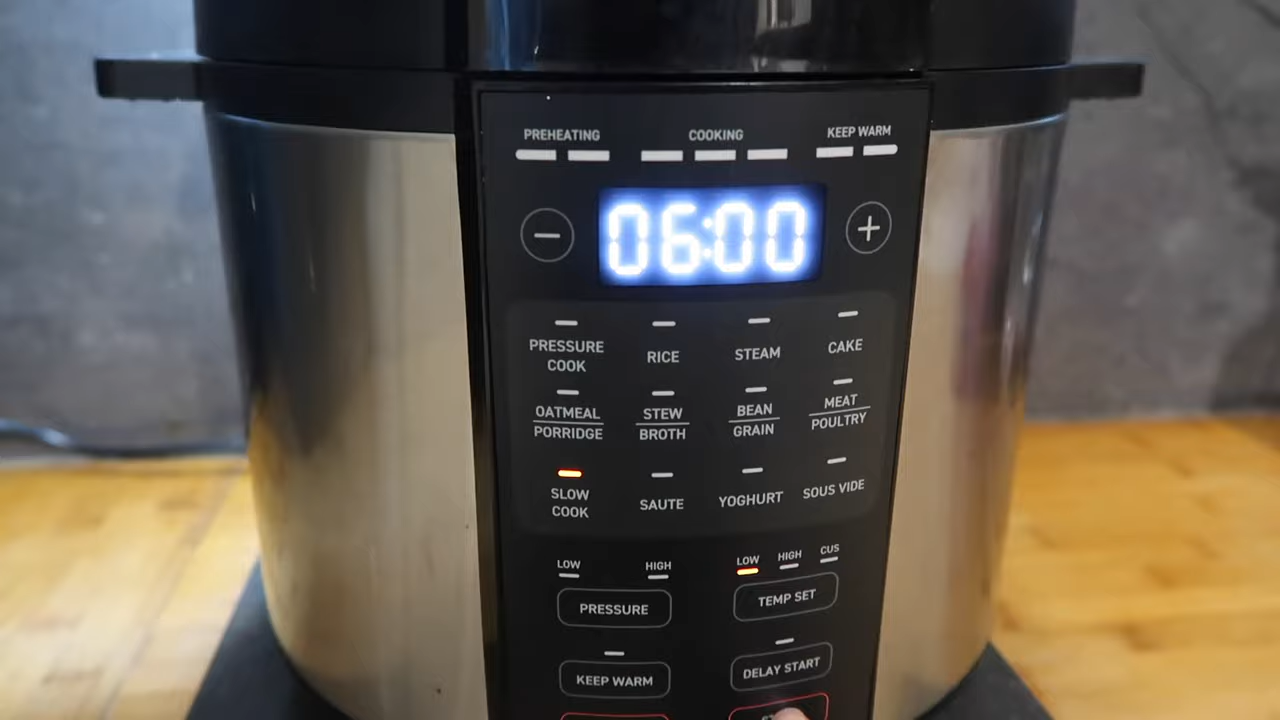 PREHEATING COOKING KEEP WARM
06:00
PRESSURE COOK
RICE
STEAM
CAKE
OATMEAL
PORRIDGE
STEW
BROTH
BEAN
GRAIN
MEAT
POULTRY
SLOW COOK
SAUTE
YOGHURT
SOUS VIDE
LOW HIGH
LOW HIGH CUS
PRESSURE
TEMP SET
KEEP WARM
DELAY START